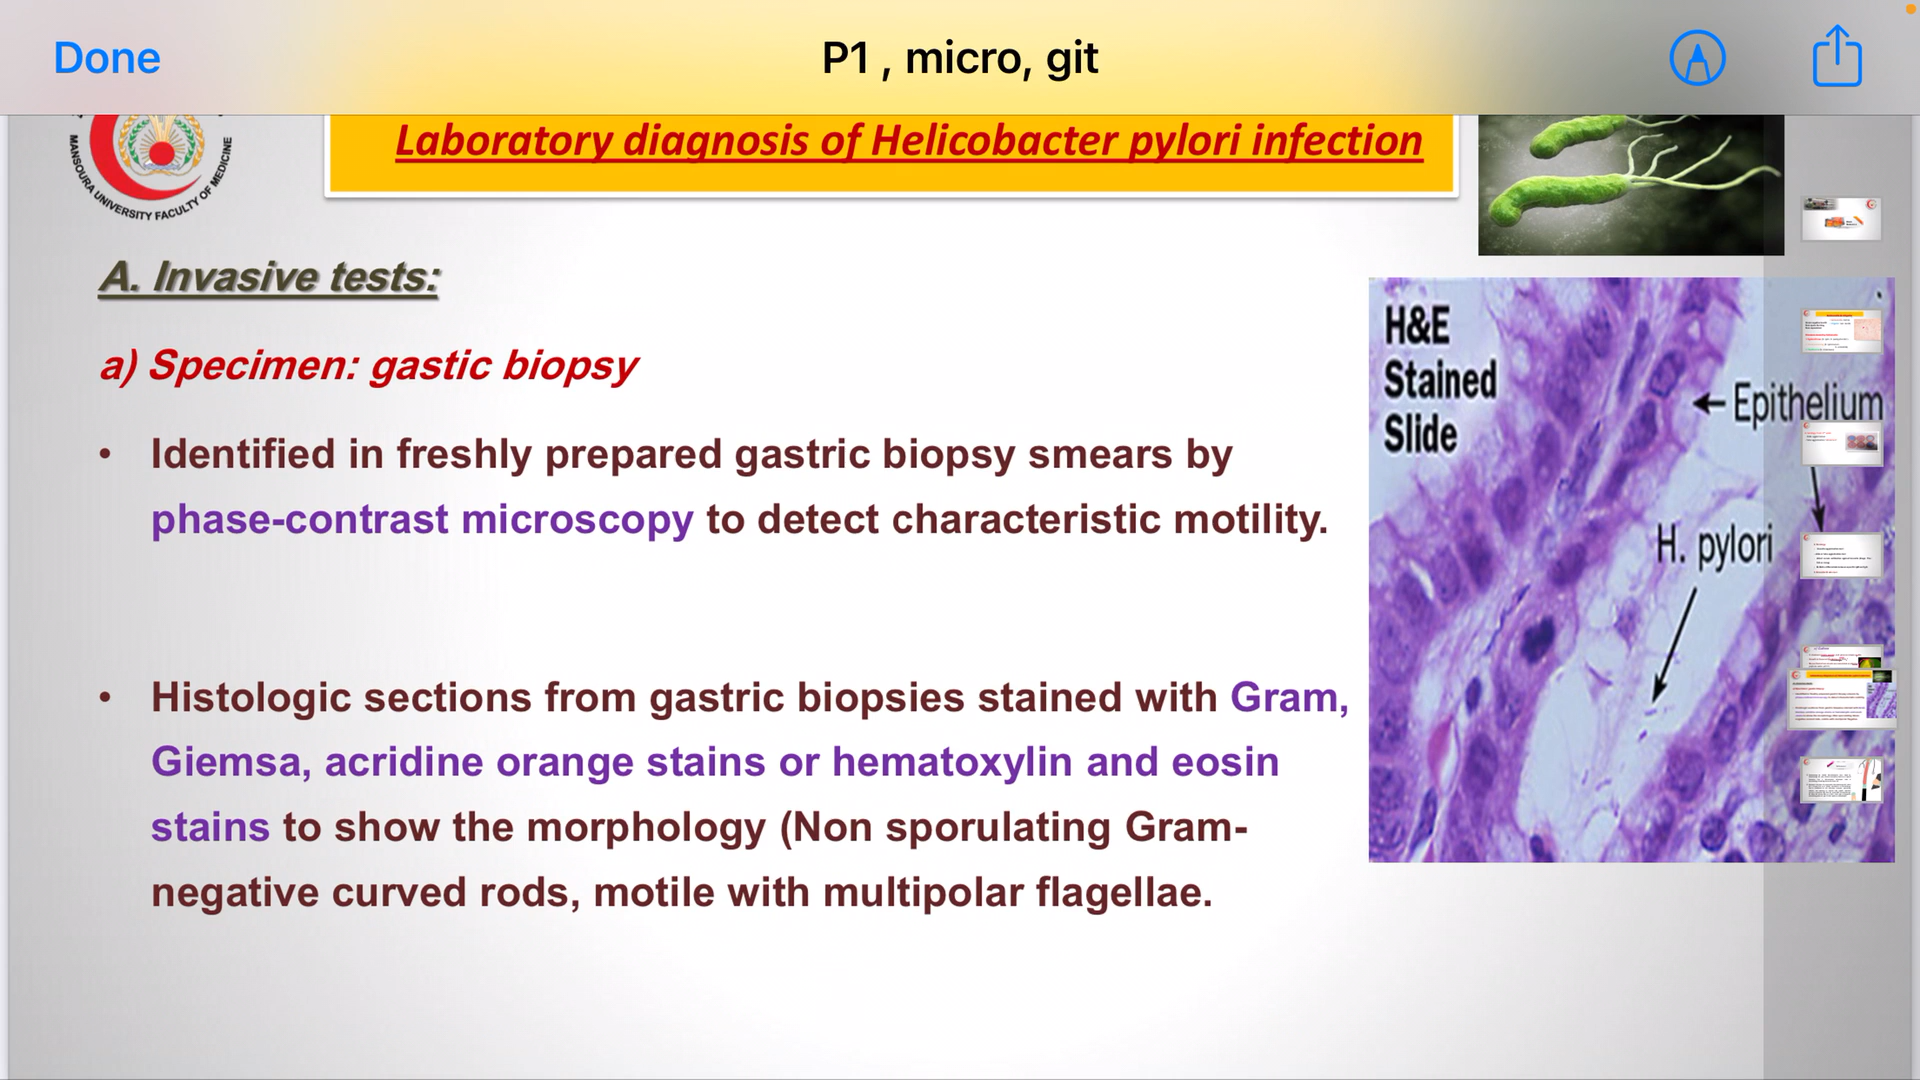 Done
P1 , micro, git
MANSOURA UNIVERSITY FACULTY OF MEDICINE
Laboratory diagnosis of Helicobacter pylori infection
A. Invasive tests:
a) Specimen: gastic biopsy
• Identified in freshly prepared gastric biopsy smears by
phase-contrast microscopy to detect characteristic motility.
• Histologic sections from gastric biopsies stained with Gram,
Giemsa, acridine orange stains or hematoxylin and eosin
stains to show the morphology (Non sporulating Gram-
negative curved rods, motile with multipolar flagellae.
H&E
Stained
Slide
Epithelium
H. pylori